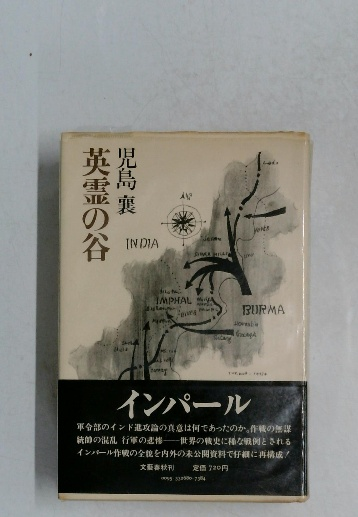 英霊の谷
児島襄
INDIA
IMPHAL
BURMA
インパール
軍令部のインド進攻論の真意は何であったのか。作戦の無謀
統帥の混乱 行軍の悲惨――世界の戦史に稀な戦例とされる
インパール作戦の全貌を内外の未公開資料で仔細に再構成!
文藝春秋刊 定価 720円